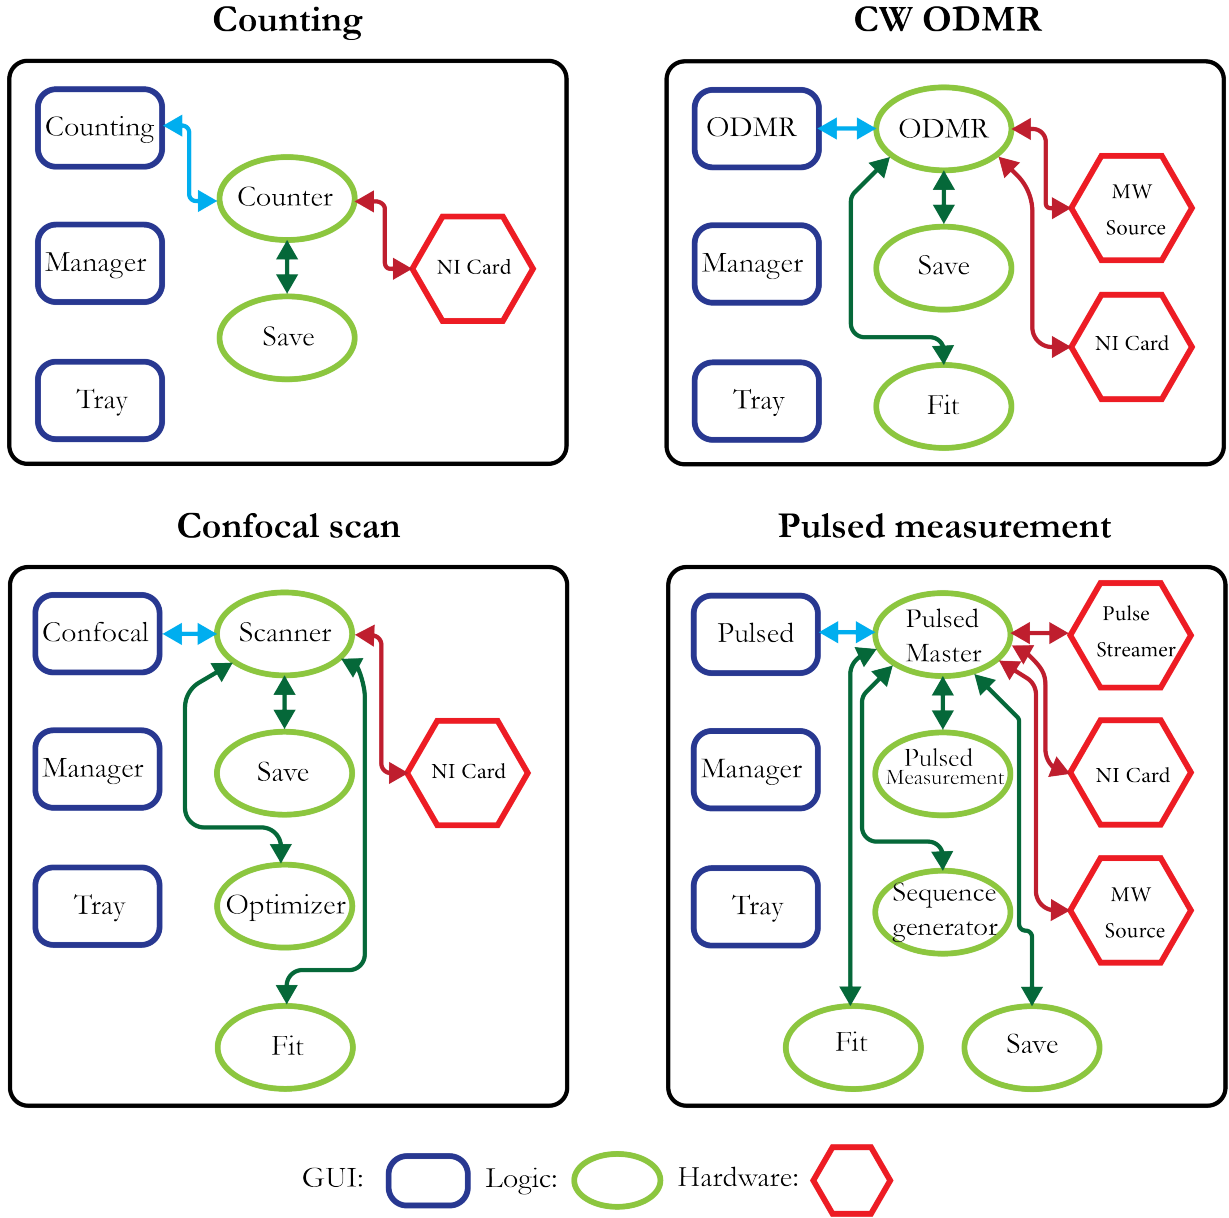 Counting
CW ODMR
Counting
Counter
NI Card
Manager
Save
Tray
ODMR
ODMR
MW
Source
Manager
Save
NI Card
Tray
Fit
Confocal scan
Pulsed measurement
Confocal
Scanner
Manager
Save
NI Card
Tray
Optimizer
Fit
Pulsed
Pulsed
Master
Pulse
Streamer
Manager
Pulsed
Measurement
NI Card
Tray
Sequence
generator
MW
Source
Fit
Save
GUI:
Logic:
Hardware: